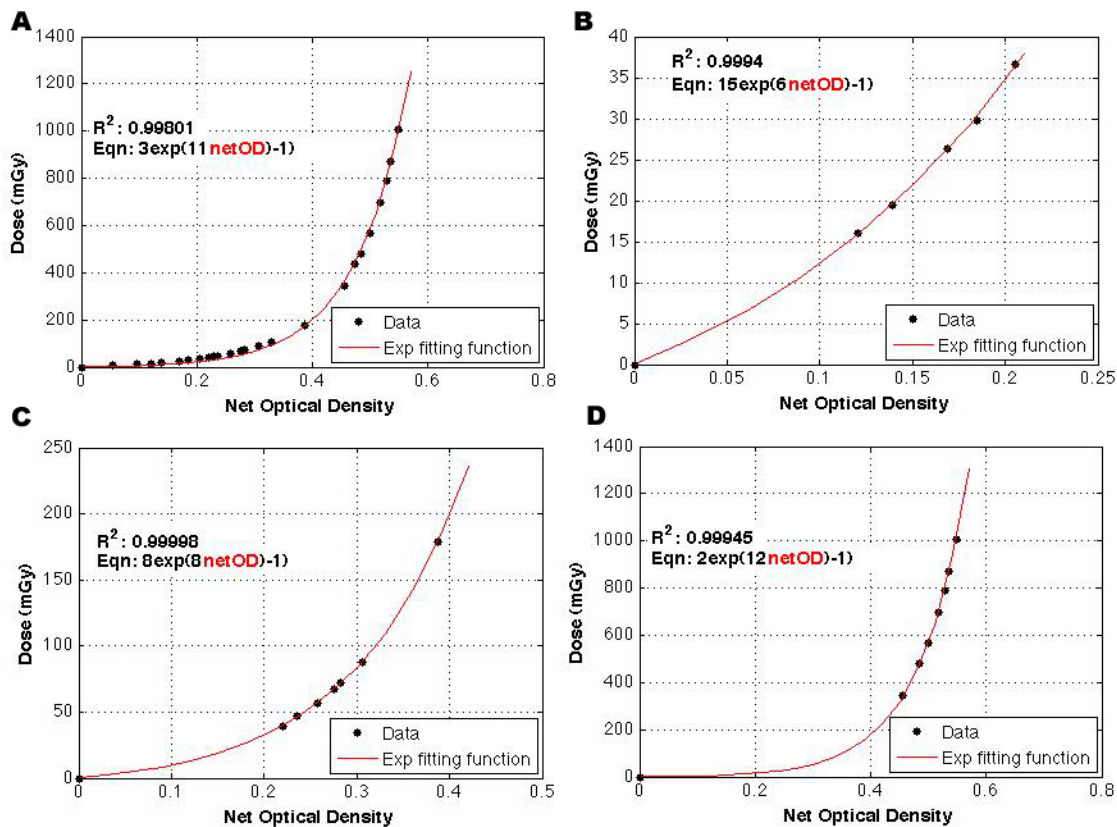 A
1400
1200
1000
800
600
400
200
0
0
0.2
0.4
0.6
0.8
Dose (mGy)
Net Optical Density
R² : 0.99801
Eqn: 3exp(11netOD)-1)
Data
Exp fitting function
B
40
35
30
25
20
15
10
5
0
0
0.05
0.1
0.15
0.2
0.25
Dose (mGy)
Net Optical Density
R² : 0.9994
Eqn: 15exp(6netOD)-1)
Data
Exp fitting function
C
250
200
150
100
50
0
0
0.1
0.2
0.3
0.4
0.5
Dose (mGy)
Net Optical Density
R² : 0.99998
Eqn: 8exp(8netOD)-1)
Data
Exp fitting function
D
1400
1200
1000
800
600
400
200
0
0
0.2
0.4
0.6
0.8
Dose (mGy)
Net Optical Density
R² : 0.99945
Eqn: 2exp(12netOD)-1)
Data
Exp fitting function